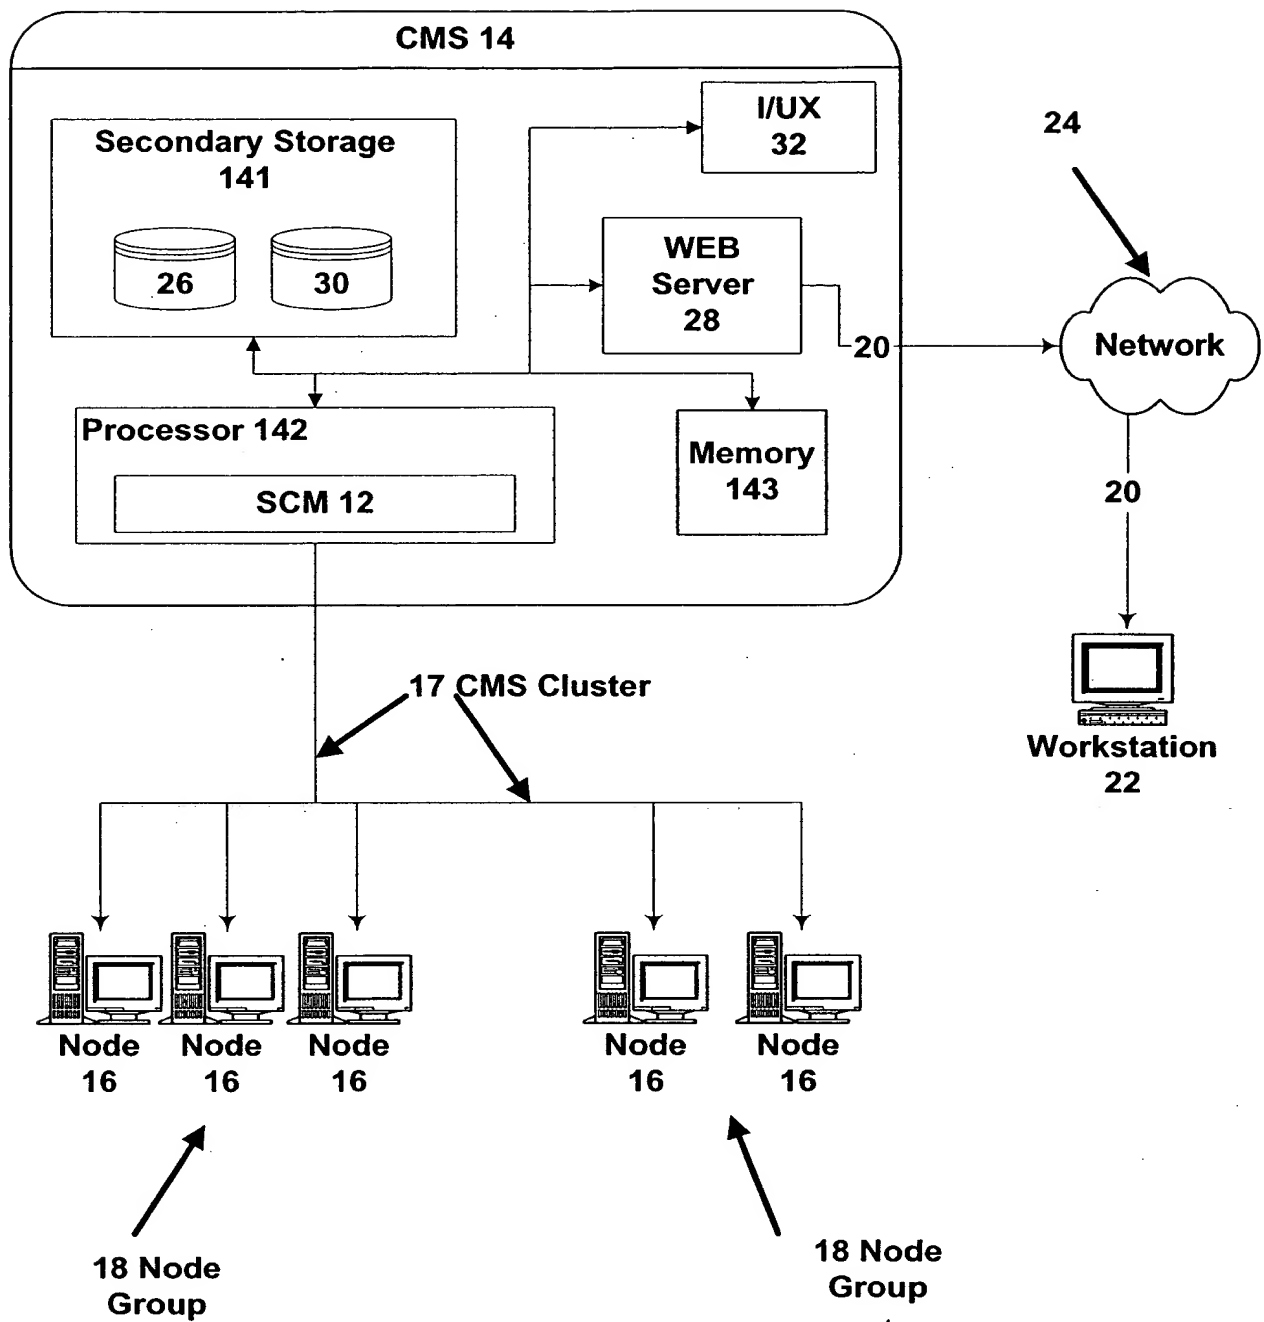 CMS 14
I/UX
32
Secondary Storage
141
26
30
WEB
Server
28
20
24
Network
Processor 142
SCM 12
Memory
143
20
17 CMS Cluster
Workstation
22
Node
16
Node
16
Node
16
Node
16
Node
16
18 Node
Group
18 Node
Group